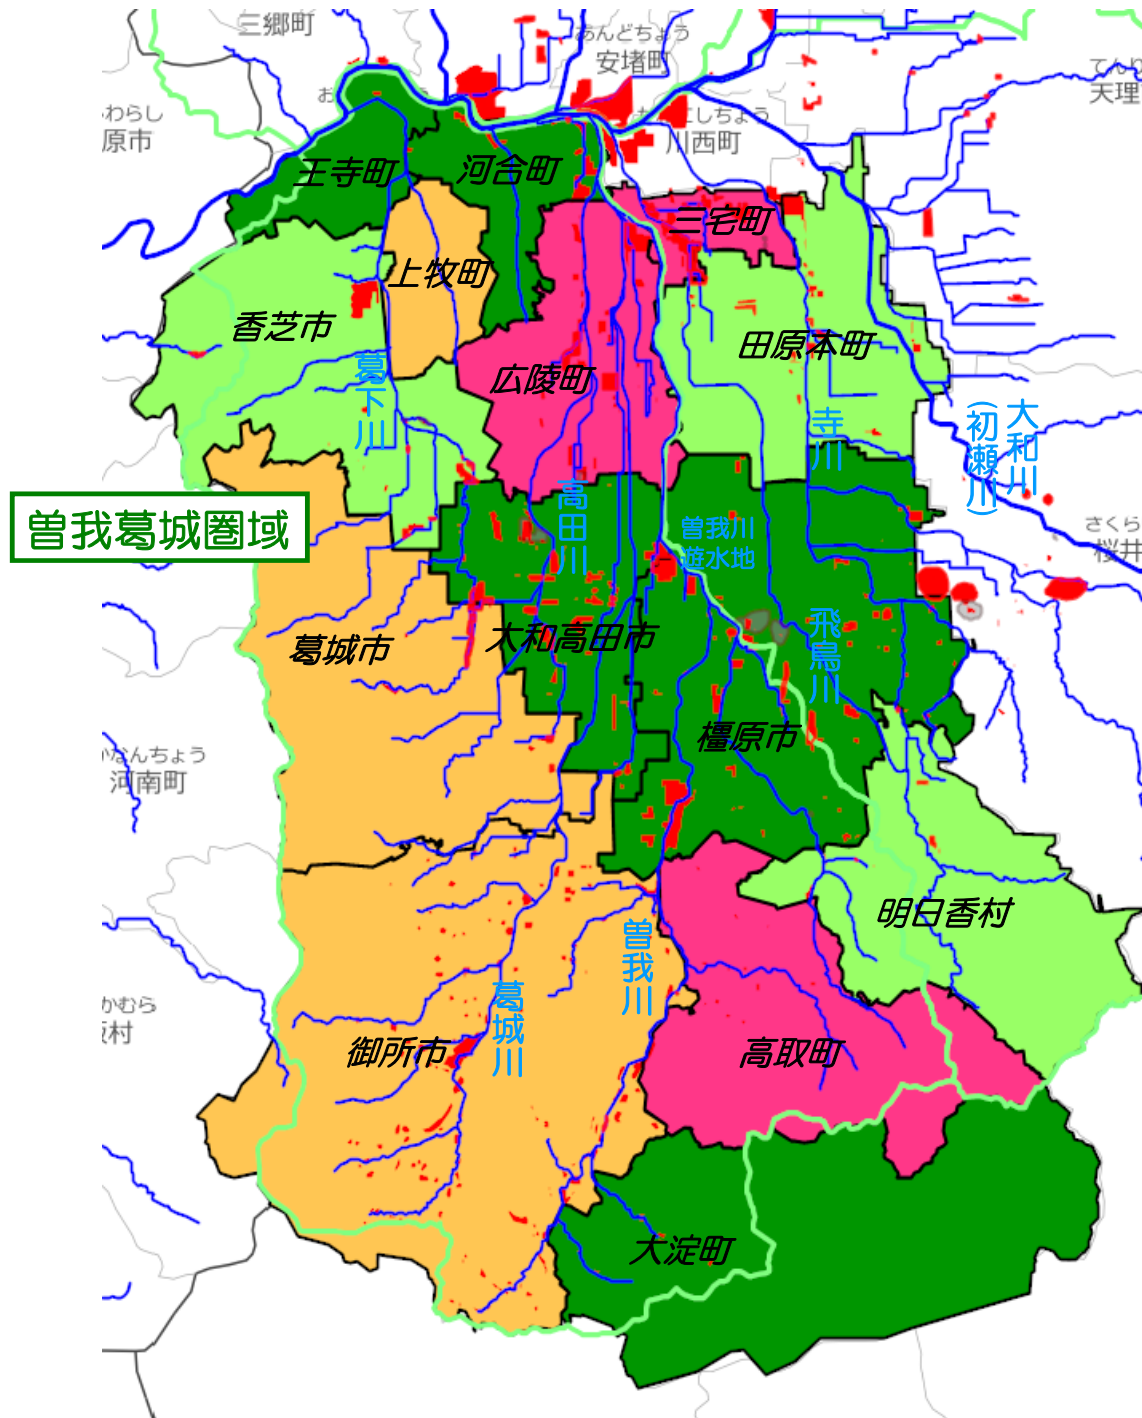 三郷町
あんどちょう
安堵町
てんり
天理
わらし
原市
にしちょう
川西町
王寺町
河合町
三宅町
上牧町
香芝市
田原本町
広陵町
葛下川
寺川
大和川
(初瀬川)
高田川
曽我葛城圏域
曽我川
遊水地
さくら
桜井
飛鳥川
葛城市
大和高田市
橿原市
なんちょう
河南町
明日香村
曽我川
葛城川
かむら
村
御所市
高取町
大淀町